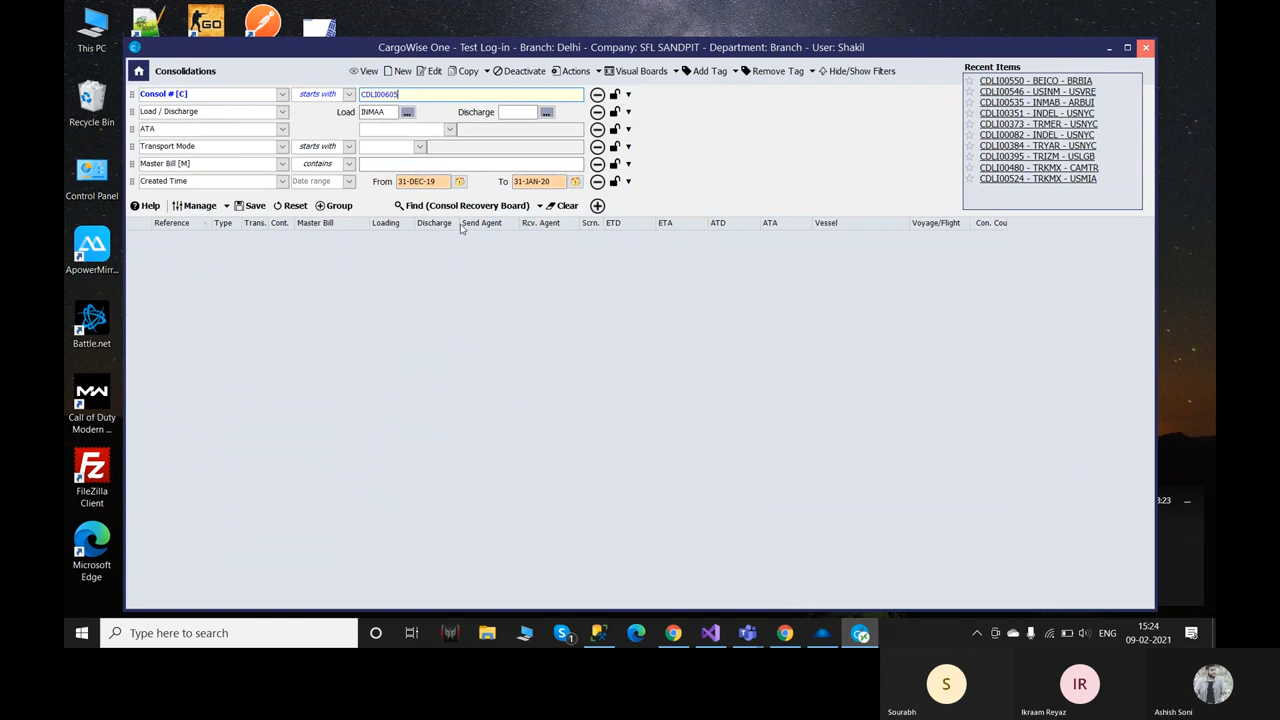 This PC
Recycle Bin
Control Panel
ApowerMirr...
Battle.net
Call of Duty
Modern ...
FileZilla
Client
Microsoft
Edge
GO
CargoWise One - Test Log-in - Branch: Delhi - Company: SFL SANDPIT - Department: Branch - User: Shakil
Consolidations
View New Edit Copy Deactivate Actions Visual Boards Add Tag Remove Tag Hide/Show Filters
Consol # [C] starts with CDLI00605
Load / Discharge Load INMAA ... Discharge ...
ATA
Transport Mode starts with
Master Bill [M] contains
Created Time Date range From 31-DEC-19 To 31-JAN-20
Help Manage Save Reset Group Find (Consol Recovery Board) Clear
Reference Type Trans. Cont. Master Bill Loading Discharge Send Agent Rcv. Agent Scrn. ETD ETA ATD ATA Vessel Voyage/Flight Con. Cou
Recent Items
CDLI00550 - BEICO - BRBIA
CDLI00546 - USINM - USVRE
CDLI00535 - INMAB - ARBUI
CDLI00351 - INDEL - USNYC
CDLI00373 - TRMER - USNYC
CDLI00082 - INDEL - USNYC
CDLI00384 - TRYAR - USNYC
CDLI00395 - TRIZM - USLGB
CDLI00480 - TRKMX - CAMTR
CDLI00524 - TRKMX - USMIA
3:23
Type here to search
1
ENG
15:24
09-02-2021
S
Sourabh
IR
Ikraam Reyaz
Ashish Soni